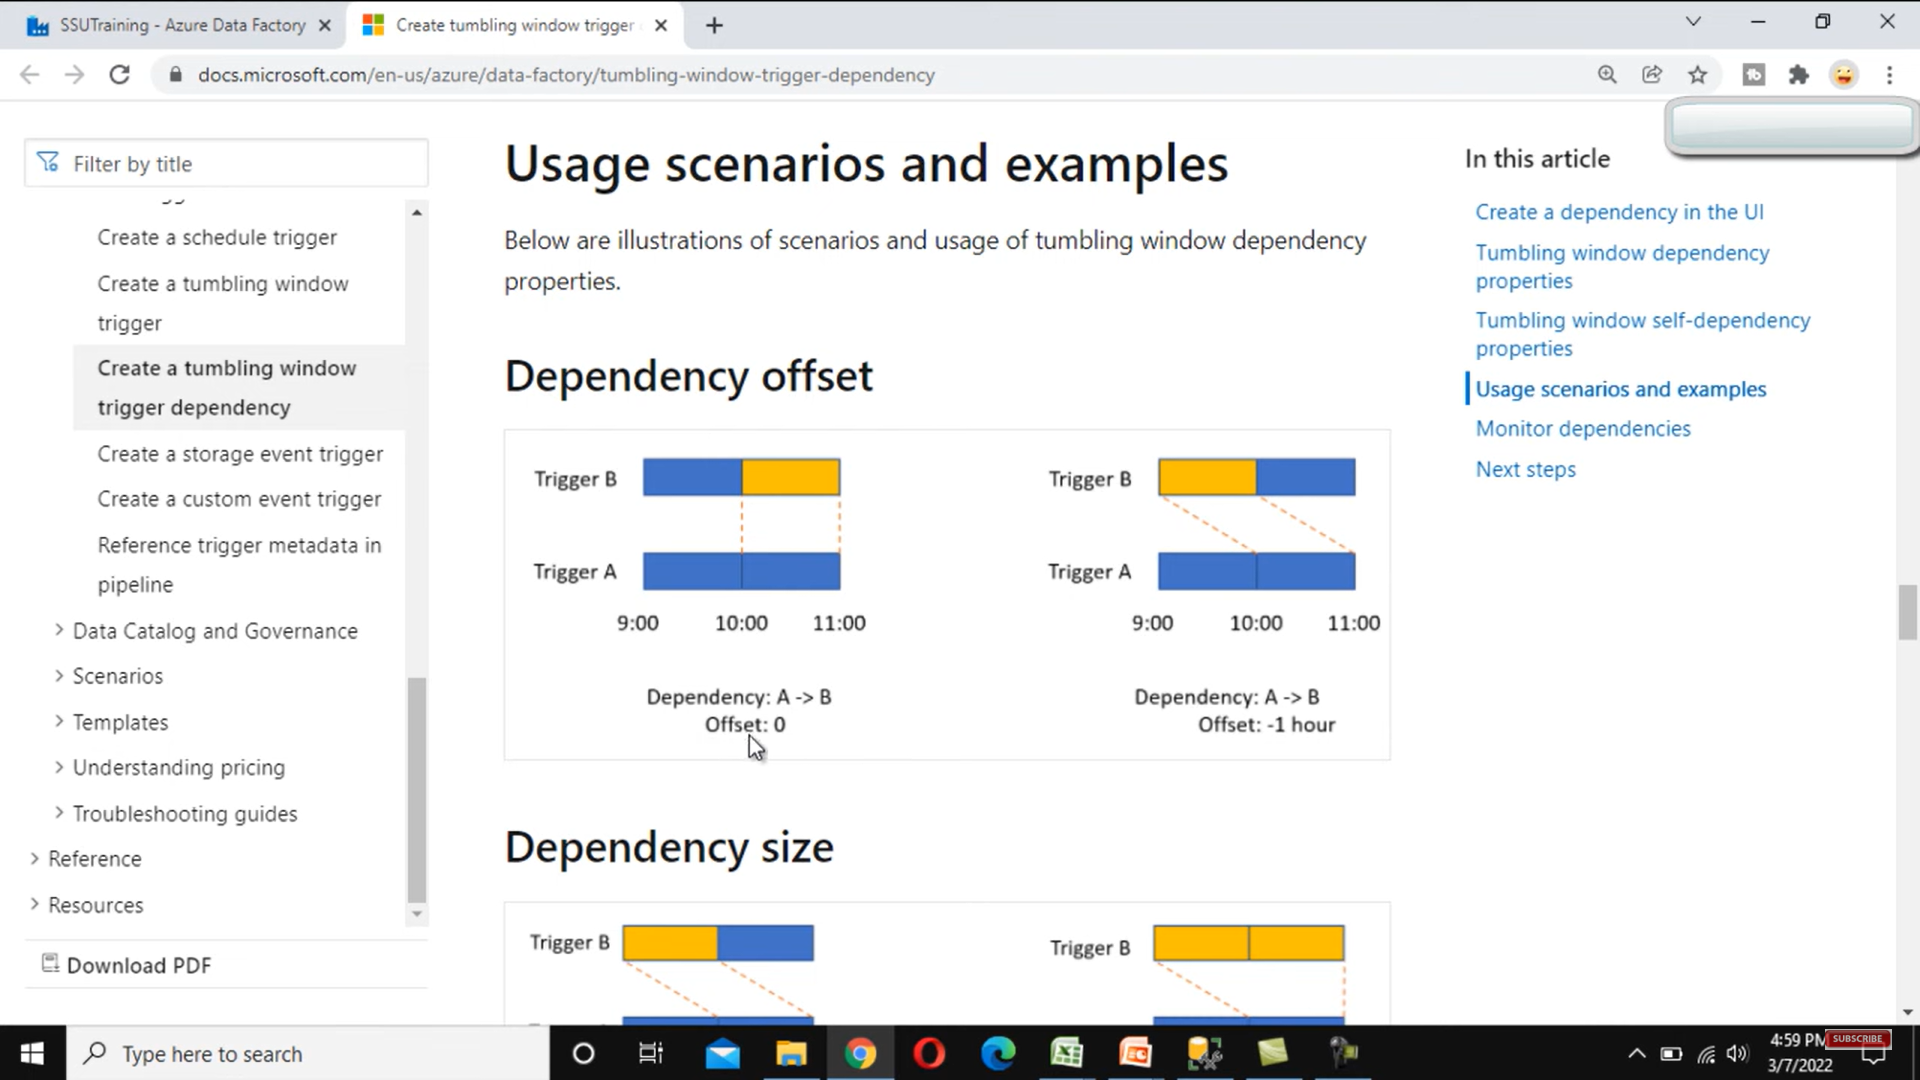 SSUTraining - Azure Data Factory
Create tumbling window trigger
docs.microsoft.com/en-us/azure/data-factory/tumbling-window-trigger-dependency
Filter by title
Create a schedule trigger
Create a tumbling window
trigger
Create a tumbling window
trigger dependency
Create a storage event trigger
Create a custom event trigger
Reference trigger metadata in
pipeline
Data Catalog and Governance
Scenarios
Templates
Understanding pricing
Troubleshooting guides
Reference
Resources
Download PDF
Usage scenarios and examples
Below are illustrations of scenarios and usage of tumbling window dependency
properties.
Dependency offset
Trigger B
Trigger A
9:00 10:00 11:00
Dependency: A -> B
Offset: 0
Trigger B
Trigger A
9:00 10:00 11:00
Dependency: A -> B
Offset: -1 hour
Dependency size
Trigger B
Trigger B
In this article
Create a dependency in the UI
Tumbling window dependency
properties
Tumbling window self-dependency
properties
Usage scenarios and examples
Monitor dependencies
Next steps
Type here to search
4:59 PM
3/7/2022
SUBSCRIBE